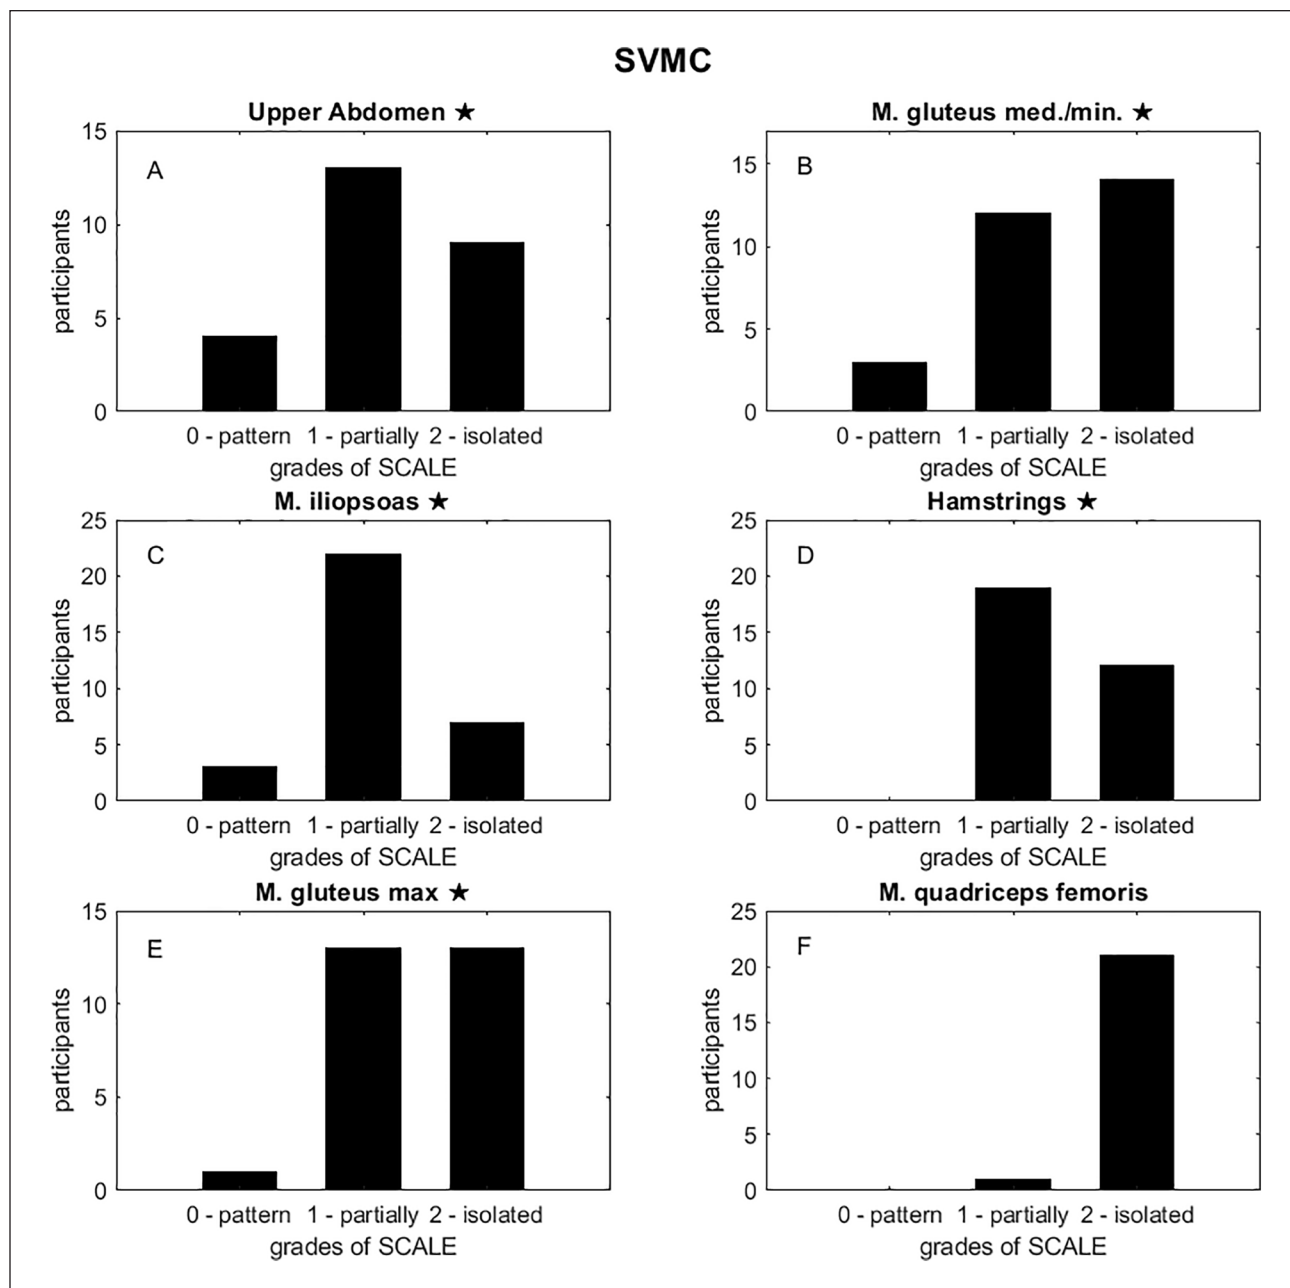 SVMC
Upper Abdomen ★
A
15
10
5
0
participants
0 - pattern 1 - partially 2 - isolated
grades of SCALE
M. gluteus med./min. ★
B
15
10
5
0
participants
0 - pattern 1 - partially 2 - isolated
grades of SCALE
M. iliopsoas ★
C
25
20
15
10
5
0
participants
0 - pattern 1 - partially 2 - isolated
grades of SCALE
Hamstrings ★
D
25
20
15
10
5
0
participants
0 - pattern 1 - partially 2 - isolated
grades of SCALE
M. gluteus max ★
E
15
10
5
0
participants
0 - pattern 1 - partially 2 - isolated
grades of SCALE
M. quadriceps femoris
F
25
20
15
10
5
0
participants
0 - pattern 1 - partially 2 - isolated
grades of SCALE